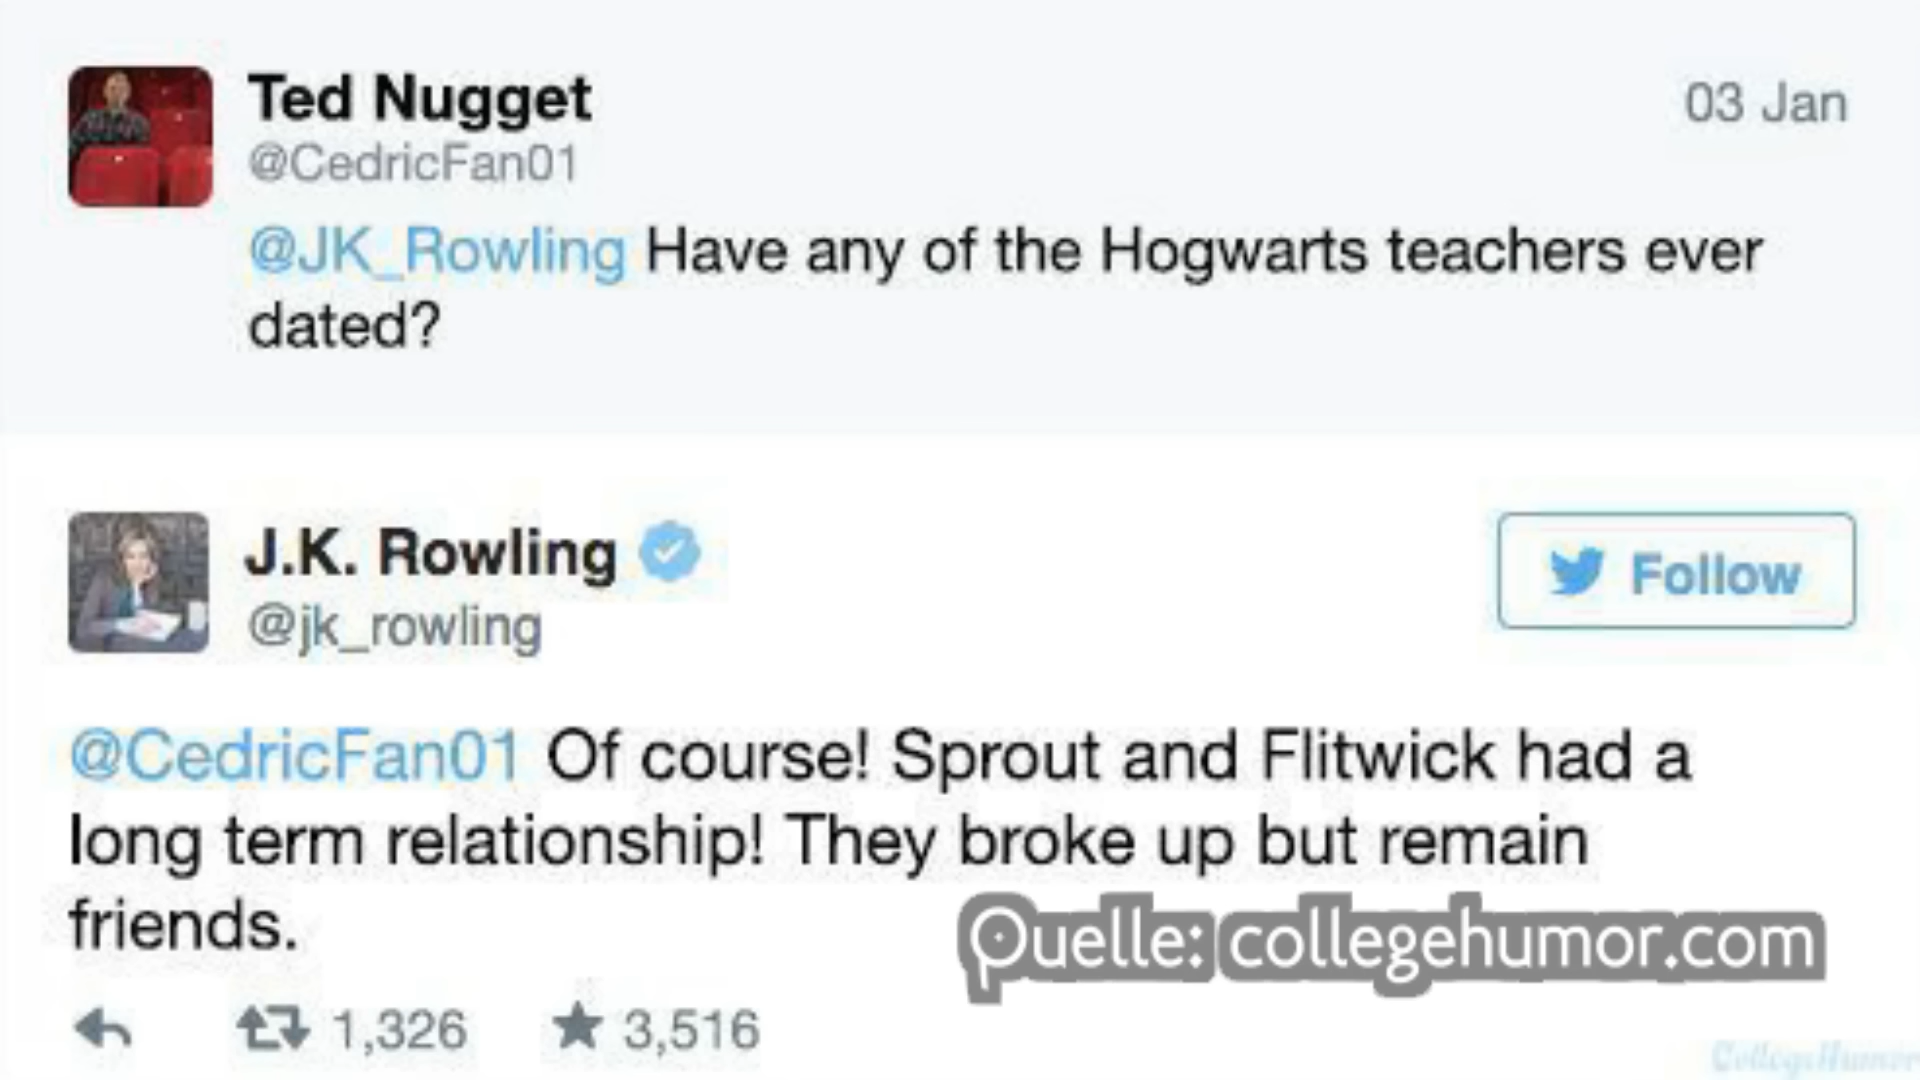 Ted Nugget
03 Jan
@CedricFan01
@JK_Rowling Have any of the Hogwarts teachers ever
dated?
J.K. Rowling
Follow
@jk_rowling
@CedricFan01 Of course! Sprout and Flitwick had a
long term relationship! They broke up but remain
friends.
Quelle: collegehumor.com
1,326 3,516
CollegeHumor